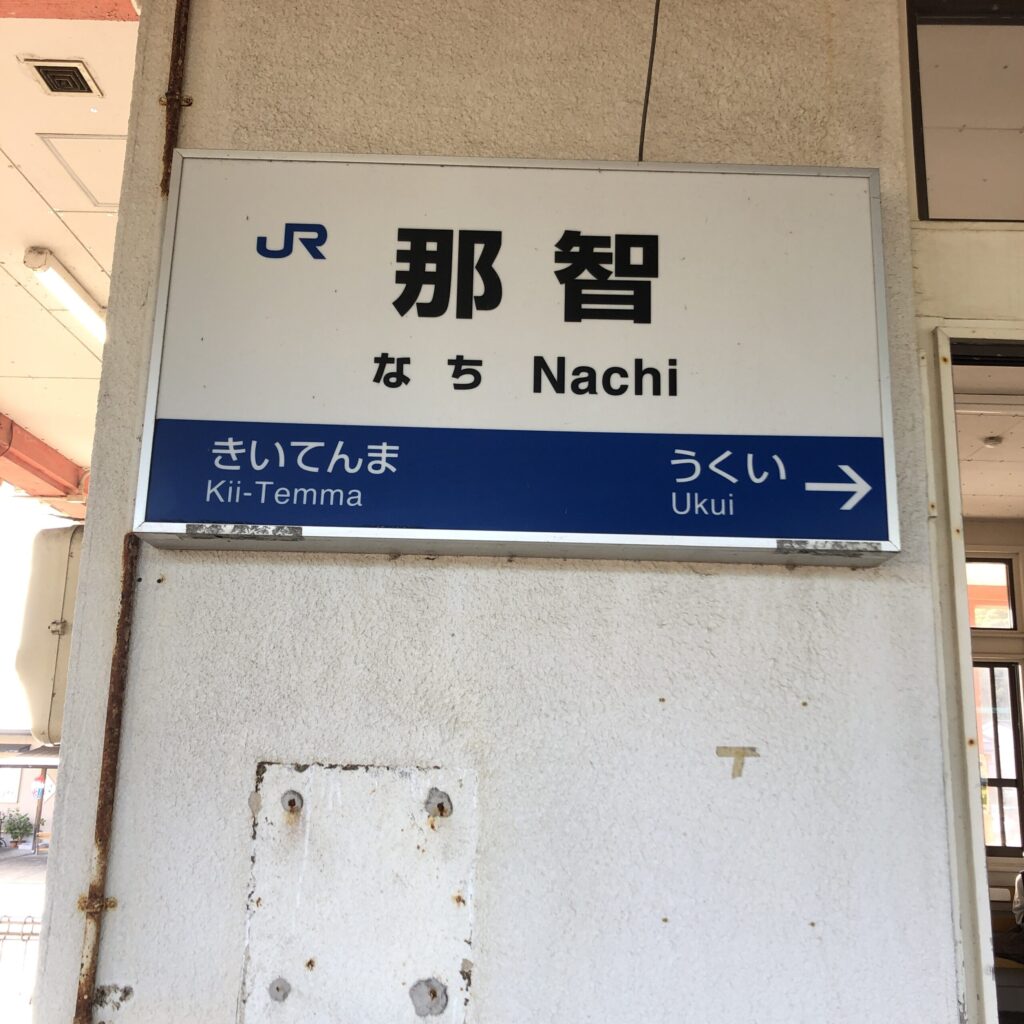 JR 那智
なち Nachi
きいてんま うくい →
Kii-Temma Ukui